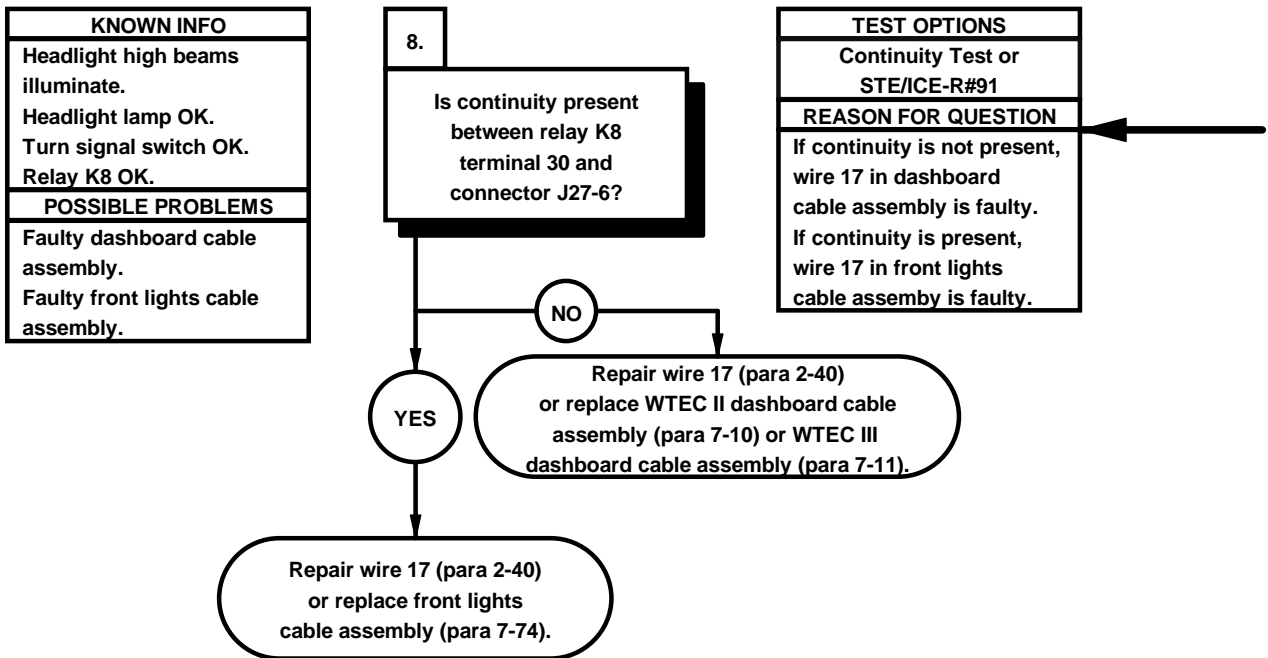 KNOWN INFO
Headlight high beams
illuminate.
Headlight lamp OK.
Turn signal switch OK.
Relay K8 OK.
POSSIBLE PROBLEMS
Faulty dashboard cable
assembly.
Faulty front lights cable
assembly.
8.
Is continuity present
between relay K8
terminal 30 and
connector J27-6?
TEST OPTIONS
Continuity Test or
STE/ICE-R#91
REASON FOR QUESTION
If continuity is not present,
wire 17 in dashboard
cable assembly is faulty.
If continuity is present,
wire 17 in front lights
cable assemby is faulty.
NO
Repair wire 17 (para 2-40)
or replace WTEC II dashboard cable
assembly (para 7-10) or WTEC III
dashboard cable assembly (para 7-11).
YES
Repair wire 17 (para 2-40)
or replace front lights
cable assembly (para 7-74).